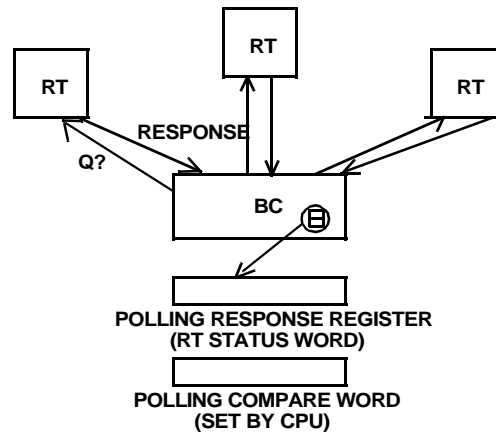 RT
RT
RT
RESPONSE
Q?
BC
POLLING RESPONSE REGISTER
(RT STATUS WORD)
POLLING COMPARE WORD
(SET BY CPU)